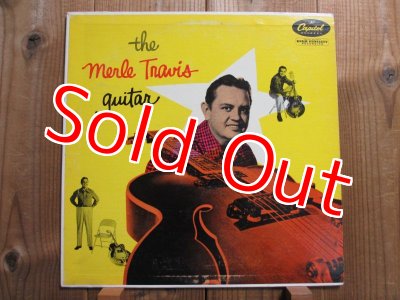 the
Merle Travis
guitar
Capitol
Sold Out